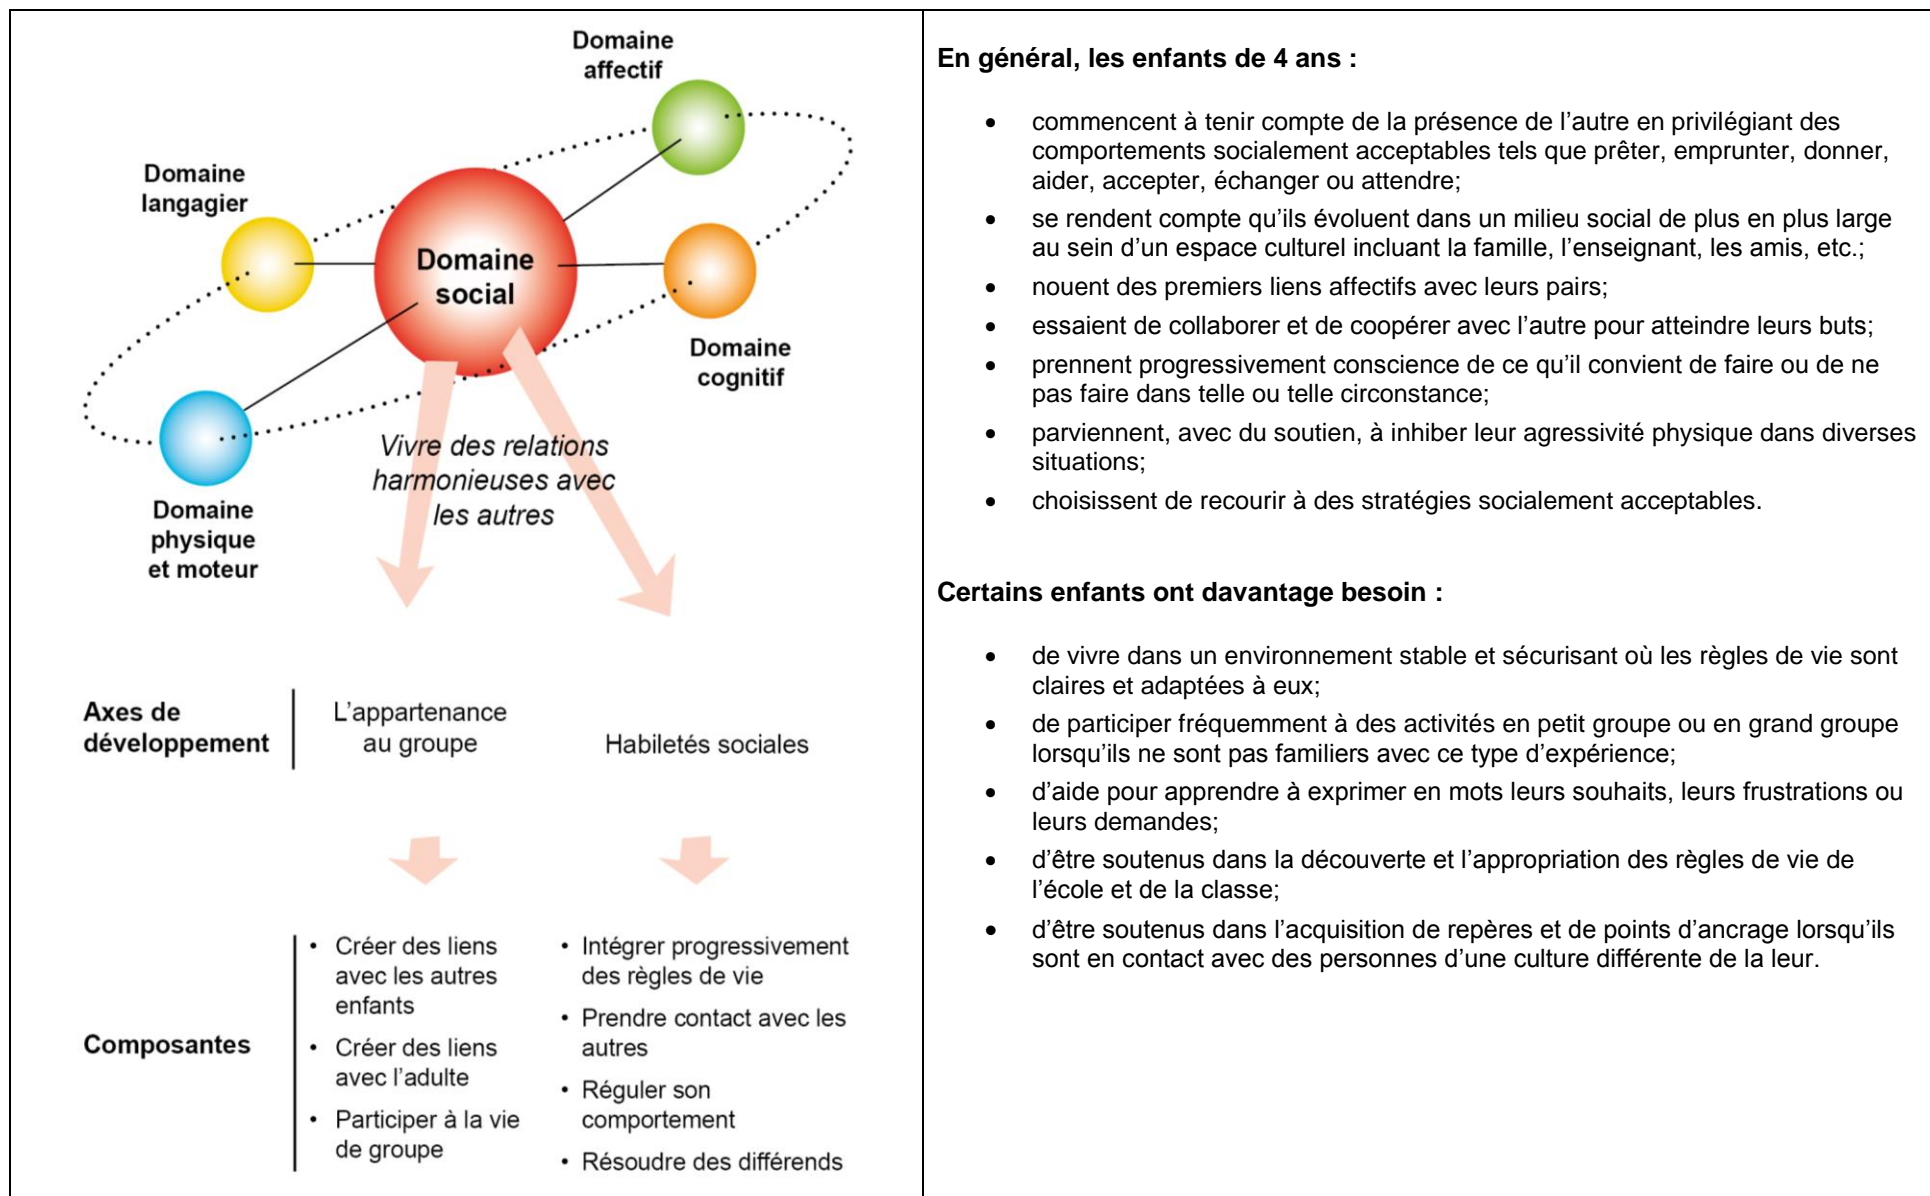 Domaine
affectif
Domaine
langagier
Domaine
social
Domaine
cognitif
Vivre des relations
harmonieuses avec
les autres
Domaine
physique
et moteur
Axes de
développement
L’appartenance
au groupe
Habiletés sociales
Composantes
• Créer des liens
avec les autres
enfants
• Créer des liens
avec l’adulte
• Participer à la vie
de groupe
• Intégrer progressivement
des règles de vie
• Prendre contact avec les
autres
• Réguler son
comportement
• Résoudre des différends
En général, les enfants de 4 ans :
• commencent à tenir compte de la présence de l’autre en privilégiant des
comportements socialement acceptables tels que prêter, emprunter, donner,
aider, accepter, échanger ou attendre;
• se rendent compte qu’ils évoluent dans un milieu social de plus en plus large
au sein d’un espace culturel incluant la famille, l’enseignant, les amis, etc.;
• nouent des premiers liens affectifs avec leurs pairs;
• essaient de collaborer et de coopérer avec l’autre pour atteindre leurs buts;
• prennent progressivement conscience de ce qu’il convient de faire ou de ne
pas faire dans telle ou telle circonstance;
• parviennent, avec du soutien, à inhiber leur agressivité physique dans diverses
situations;
• choisissent de recourir à des stratégies socialement acceptables.
Certains enfants ont davantage besoin :
• de vivre dans un environnement stable et sécurisant où les règles de vie sont
claires et adaptées à eux;
• de participer fréquemment à des activités en petit groupe ou en grand groupe
lorsqu’ils ne sont pas familiers avec ce type d’expérience;
• d’aide pour apprendre à exprimer en mots leurs souhaits, leurs frustrations ou
leurs demandes;
• d’être soutenus dans la découverte et l’appropriation des règles de vie de
l’école et de la classe;
• d’être soutenus dans l’acquisition de repères et de points d’ancrage lorsqu’ils
sont en contact avec des personnes d’une culture différente de la leur.